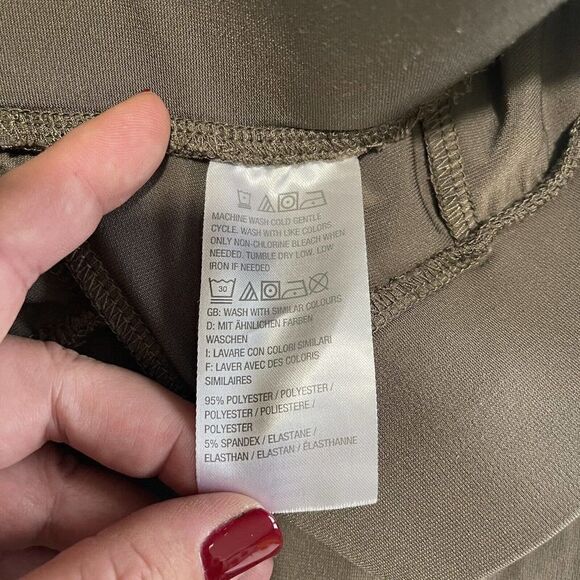 MACHINE WASH COLD GENTLE
CYCLE. WASH WITH LIKE COLORS
ONLY NON-CHLORINE BLEACH WHEN
NEEDED. TUMBLE DRY LOW. LOW
IRON IF NEEDED
30
GB: WASH WITH SIMILAR COLOURS
D: MIT ÄHNLICHEN FARBEN
WASCHEN
I: LAVARE CON COLORI SIMILARI
F: LAVER AVEC DES COLORIS
SIMILAIRES
95% POLYESTER / POLYESTER /
POLYESTER / POLIESTERE /
POLYESTER
5% SPANDEX / ELASTANE /
ELASTHAN / ELASTAN / ÉLASTHANNE